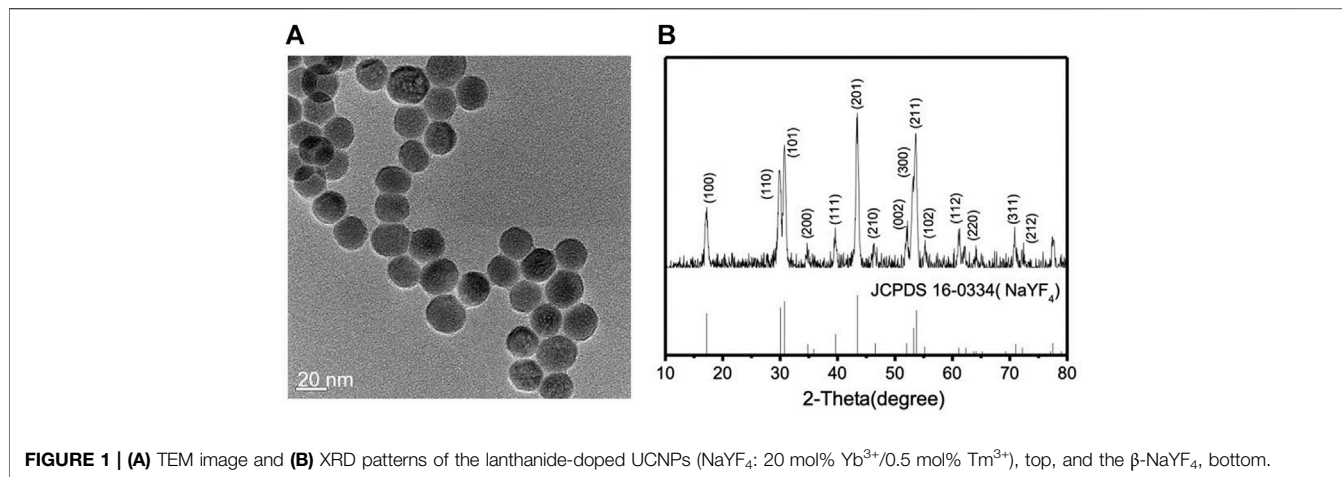 A
B
20 nm
(100)
(110)
(101)
(200)
(111)
(201)
(210)
(002)
(300)
(211)
(102)
(112)
(220)
(311)
(212)
JCPDS 16-0334( NaYF₄)
10 20 30 40 50 60 70 80
2-Theta(degree)
FIGURE 1 | (A) TEM image and (B) XRD patterns of the lanthanide-doped UCNPs (NaYF₄: 20 mol% Yb³⁺/0.5 mol% Tm³⁺), top, and the β-NaYF₄, bottom.